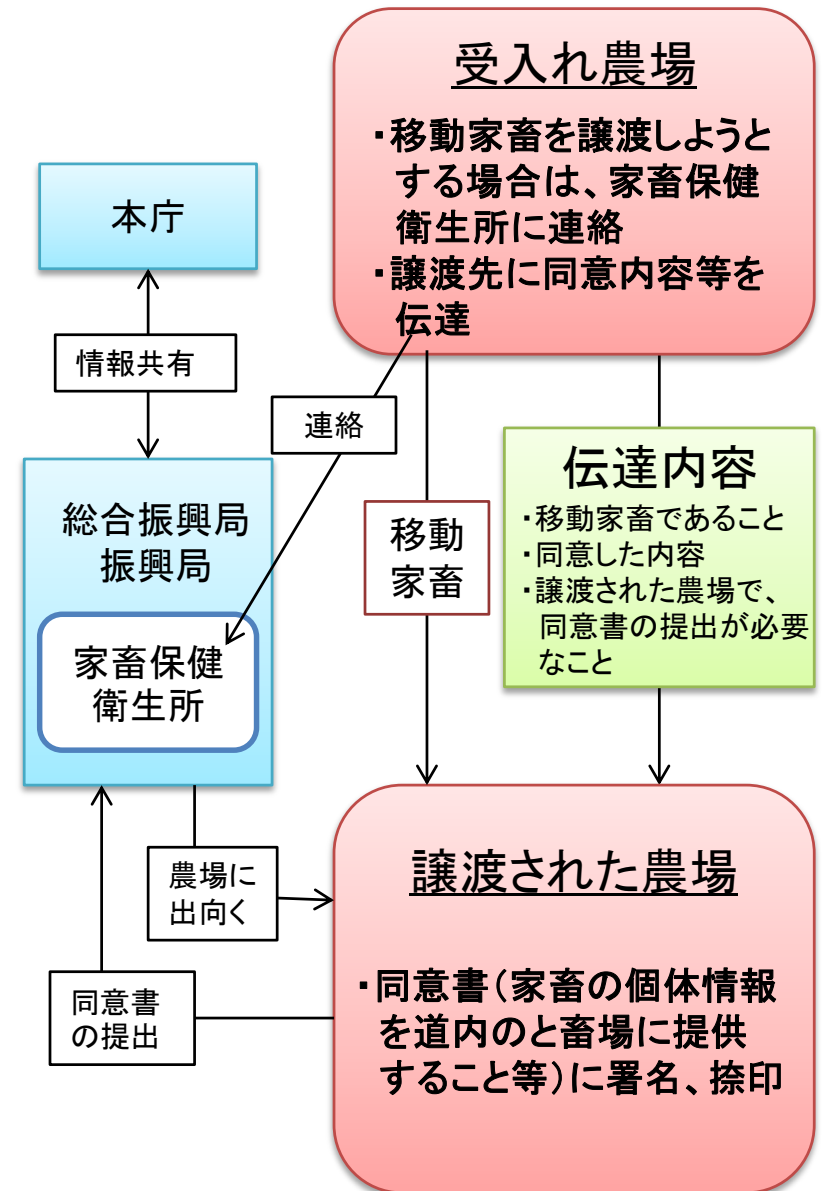 受入れ農場
・移動家畜を譲渡しようと
する場合は、家畜保健
衛生所に連絡
・譲渡先に同意内容等を
伝達
本庁
情報共有
連絡
総合振興局
振興局
家畜保健
衛生所
移動
家畜
伝達内容
・移動家畜であること
・同意した内容
・譲渡された農場で、
同意書の提出が必要
なこと
農場に
出向く
同意書
の提出
譲渡された農場
・同意書(家畜の個体情報
を道内のと畜場に提供
すること等)に署名、捺印